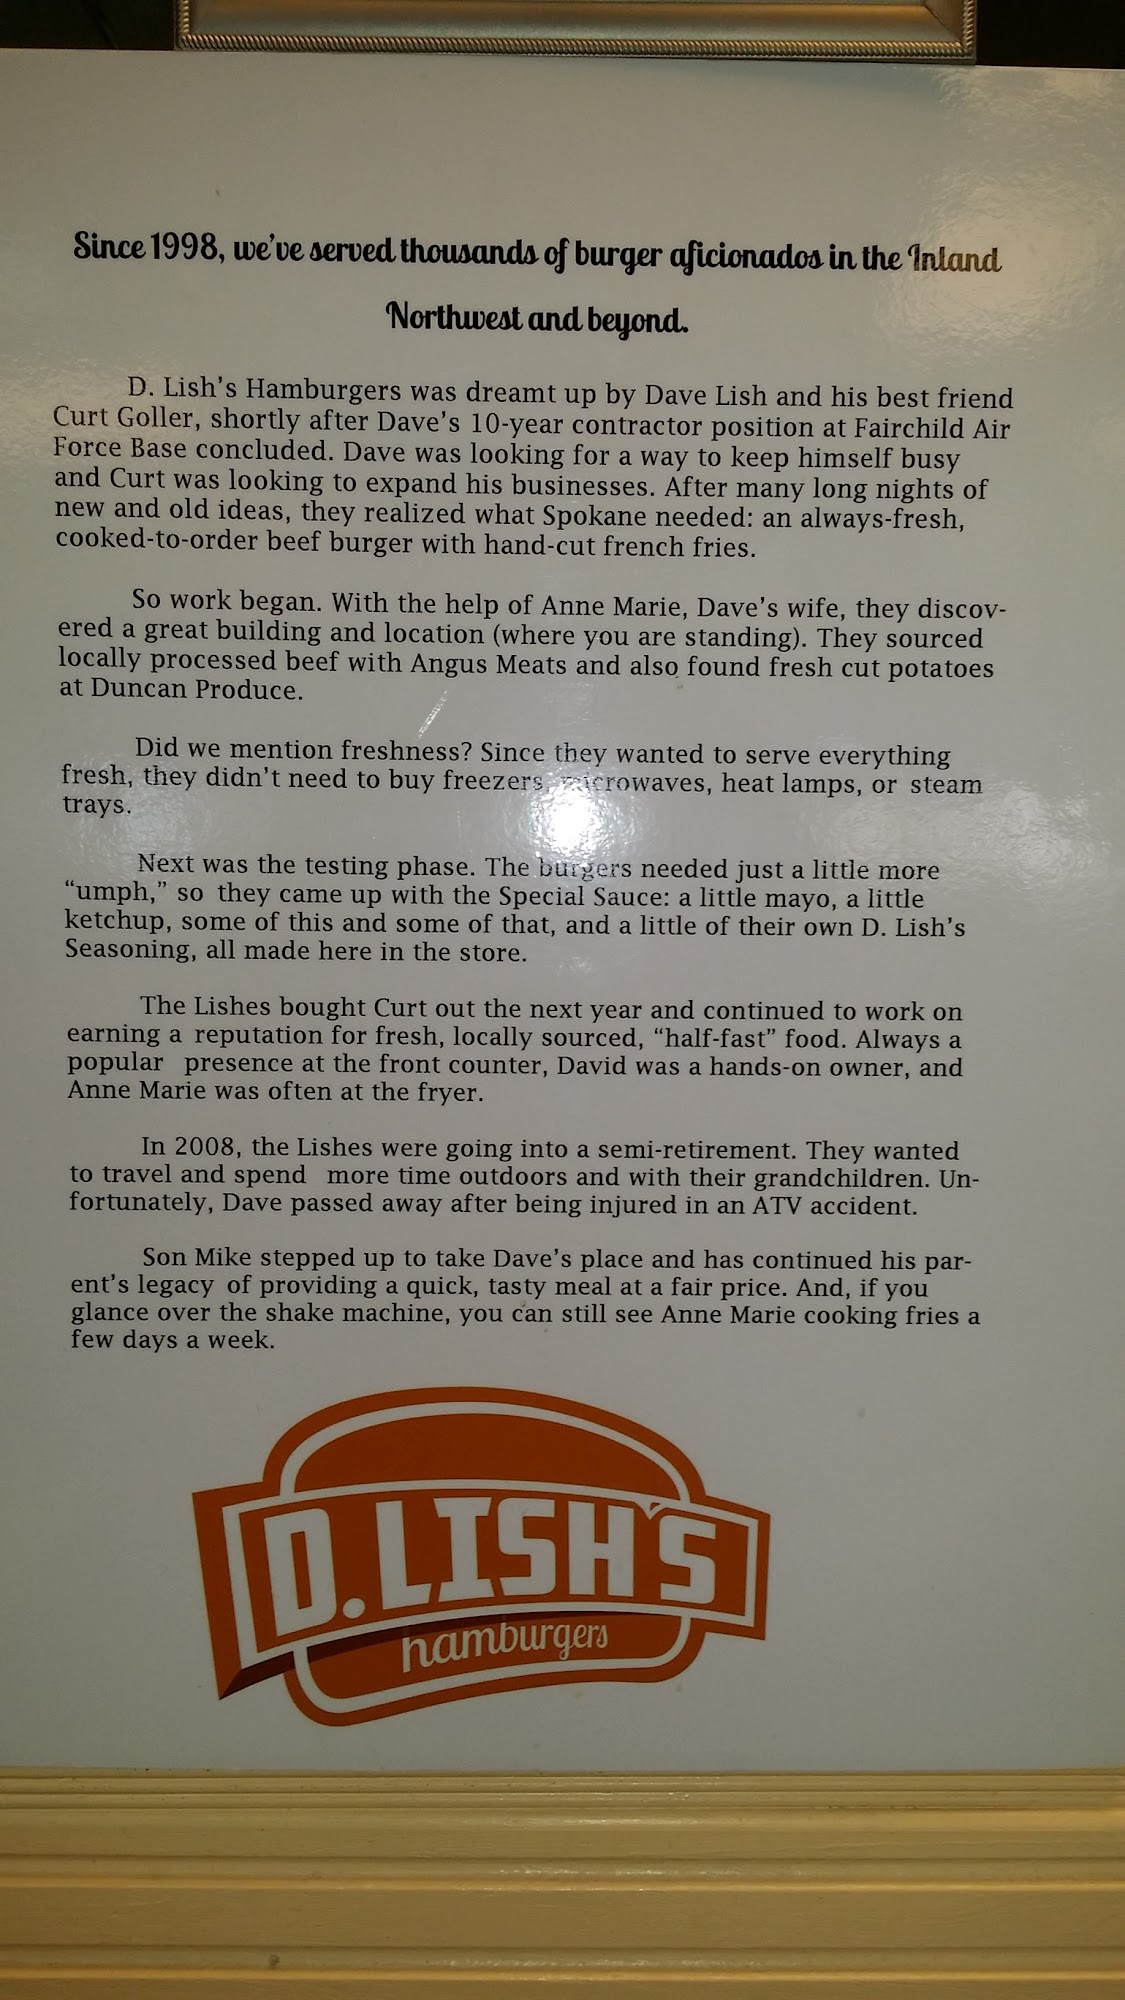 Since 1998, we've served thousands of burger aficionados in the Inland
Northwest and beyond.
D. Lish's Hamburgers was dreamt up by Dave Lish and his best friend
Curt Goller, shortly after Dave's 10-year contractor position at Fairchild Air
Force Base concluded. Dave was looking for a way to keep himself busy
and Curt was looking to expand his businesses. After many long nights of
new and old ideas, they realized what Spokane needed: an always-fresh,
cooked-to-order beef burger with hand-cut french fries.
So work began. With the help of Anne Marie, Dave's wife, they discov-
ered a great building and location (where you are standing). They sourced
locally processed beef with Angus Meats and also found fresh cut potatoes
at Duncan Produce.
Did we mention freshness? Since they wanted to serve everything
fresh, they didn't need to buy freezers, microwaves, heat lamps, or steam
trays.
Next was the testing phase. The burgers needed just a little more
“umph,” so they came up with the Special Sauce: a little mayo, a little
ketchup, some of this and some of that, and a little of their own D. Lish's
Seasoning, all made here in the store.
The Lishes bought Curt out the next year and continued to work on
earning a reputation for fresh, locally sourced, “half-fast” food. Always a
popular presence at the front counter, David was a hands-on owner, and
Anne Marie was often at the fryer.
In 2008, the Lishes were going into a semi-retirement. They wanted
to travel and spend more time outdoors and with their grandchildren. Un-
fortunately, Dave passed away after being injured in an ATV accident.
Son Mike stepped up to take Dave's place and has continued his par-
ent's legacy of providing a quick, tasty meal at a fair price. And, if you
glance over the shake machine, you can still see Anne Marie cooking fries a
few days a week.
D.LISH'S
hamburgers